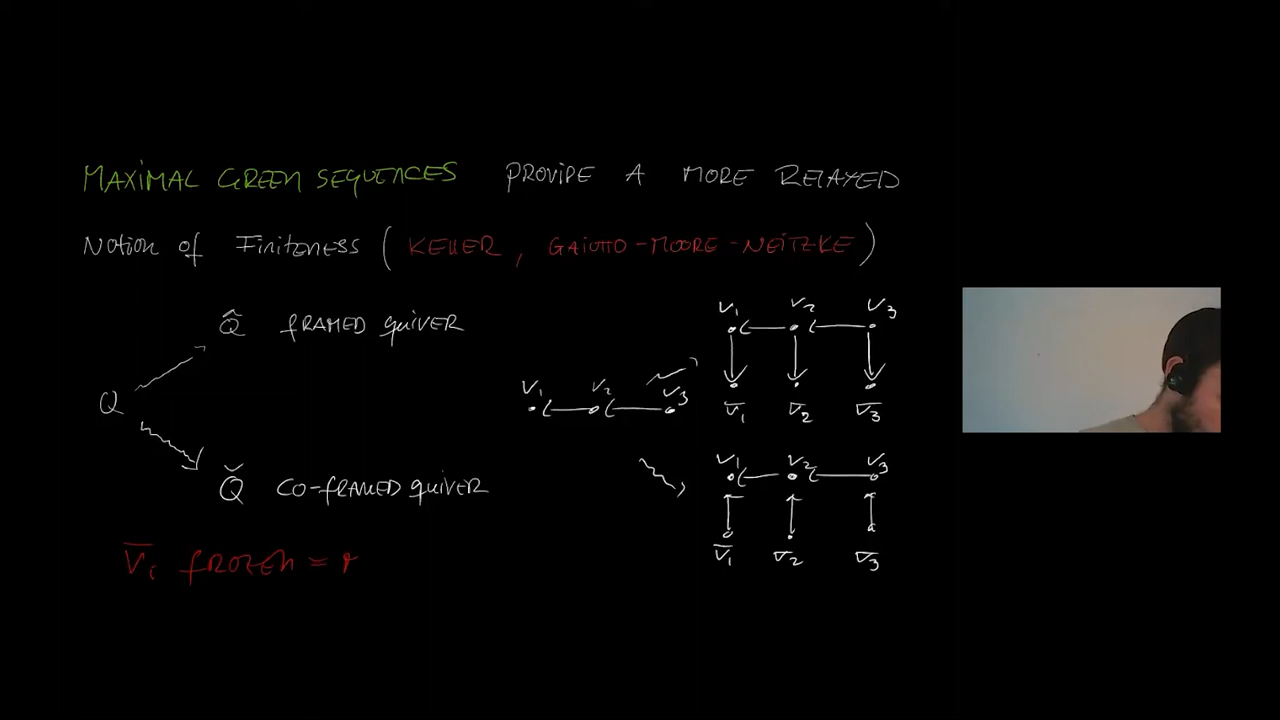 MAXIMAL GREEN SEQUENCES PROVIDE A MORE RELAXED
Notion of Finiteness (KELLER, GAIOTTO-MOORE-NEITZKE)
Q̂ FRAMED QUIVER
Q
Q̌ CO-FRAMED QUIVER
V̅ᵢ FROZEN =
V₁ V₂ V₃
V₁ V₂ V₃
V̅₁ V̅₂ V̅₃
V₁ V₂ V₃
V̅₁ V̅₂ V̅₃